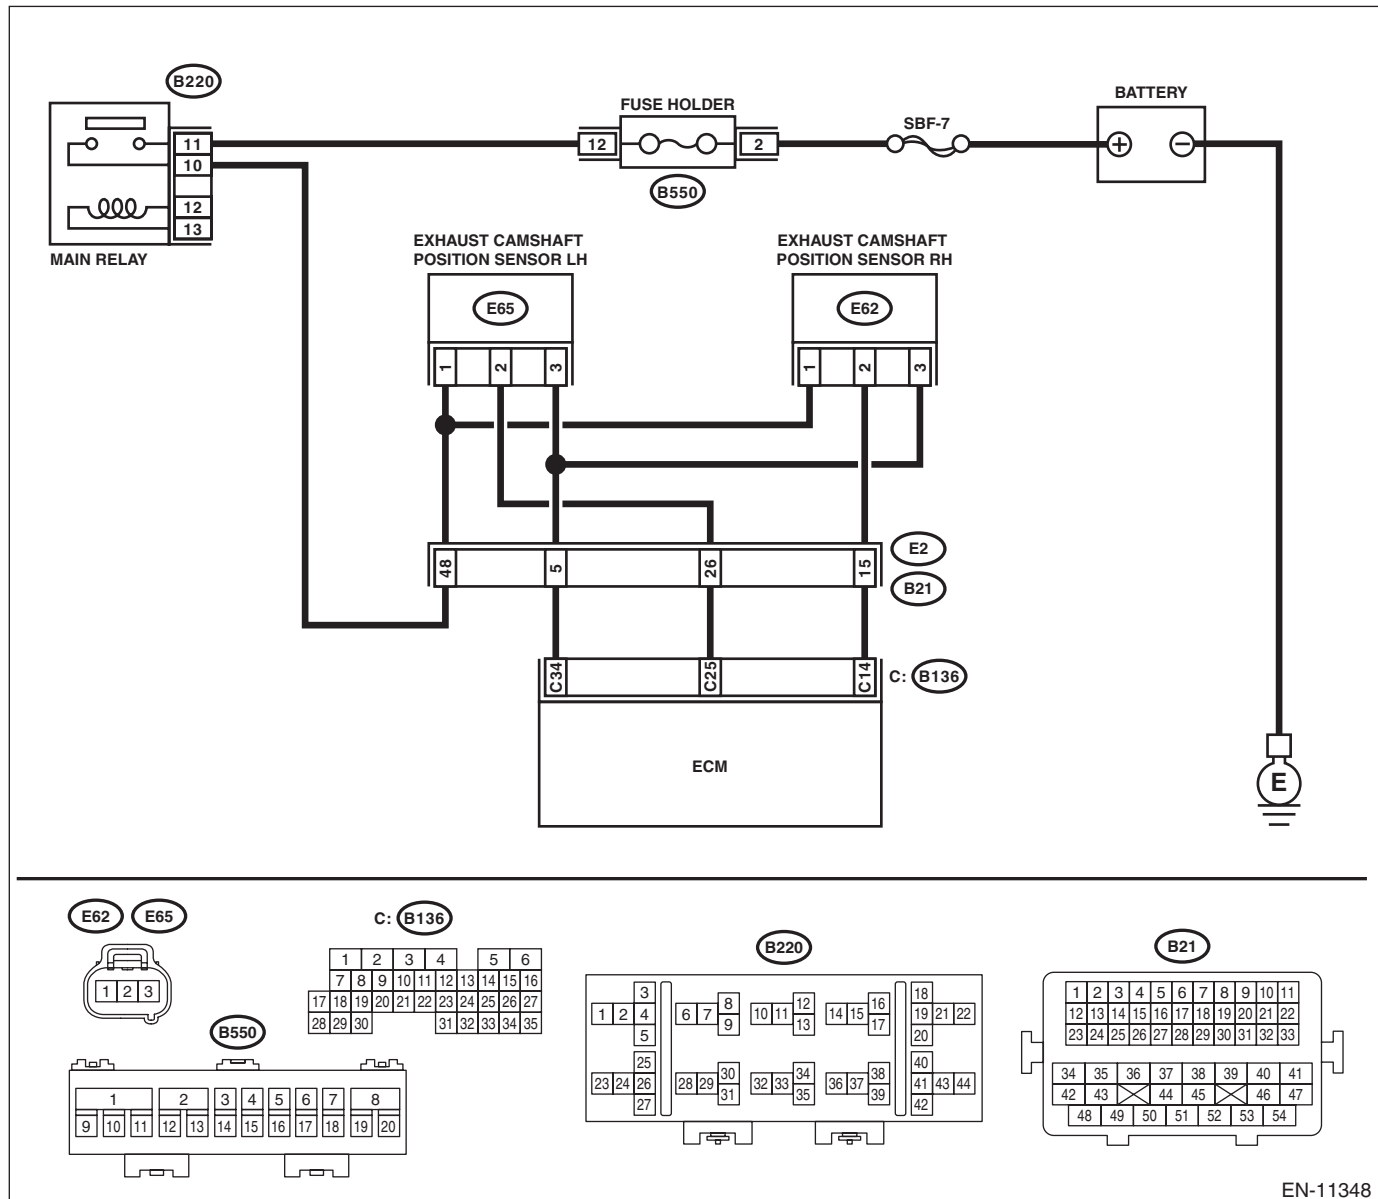 B220
FUSE HOLDER
BATTERY
SBF-7
11
10
12
13
12
2
B550
MAIN RELAY
EXHAUST CAMSHAFT
POSITION SENSOR LH
EXHAUST CAMSHAFT
POSITION SENSOR RH
E65
E62
1 2 3
1 2 3
48 5 26 15
E2
B21
C34 C25 C14
C: B136
ECM
E
E62 E65
1 2 3
C: B136
1 2 3 4 5 6
7 8 9 10 11 12 13 14 15 16
17 18 19 20 21 22 23 24 25 26 27
28 29 30 31 32 33 34 35
B550
1 2 3 4 5 6 7 8
9 10 11 12 13 14 15 16 17 18 19 20
B220
3 8 12 16 18
1 2 4 6 7 10 11 14 15 19 21 22
5 9 13 17 20
25 30 34 38 40
23 24 26 28 29 32 33 36 37 41 43 44
27 31 35 39 42
B21
1 2 3 4 5 6 7 8 9 10 11
12 13 14 15 16 17 18 19 20 21 22
23 24 25 26 27 28 29 30 31 32 33
34 35 36 37 38 39 40 41
42 43 44 45 46 47
48 49 50 51 52 53 54
EN-11348